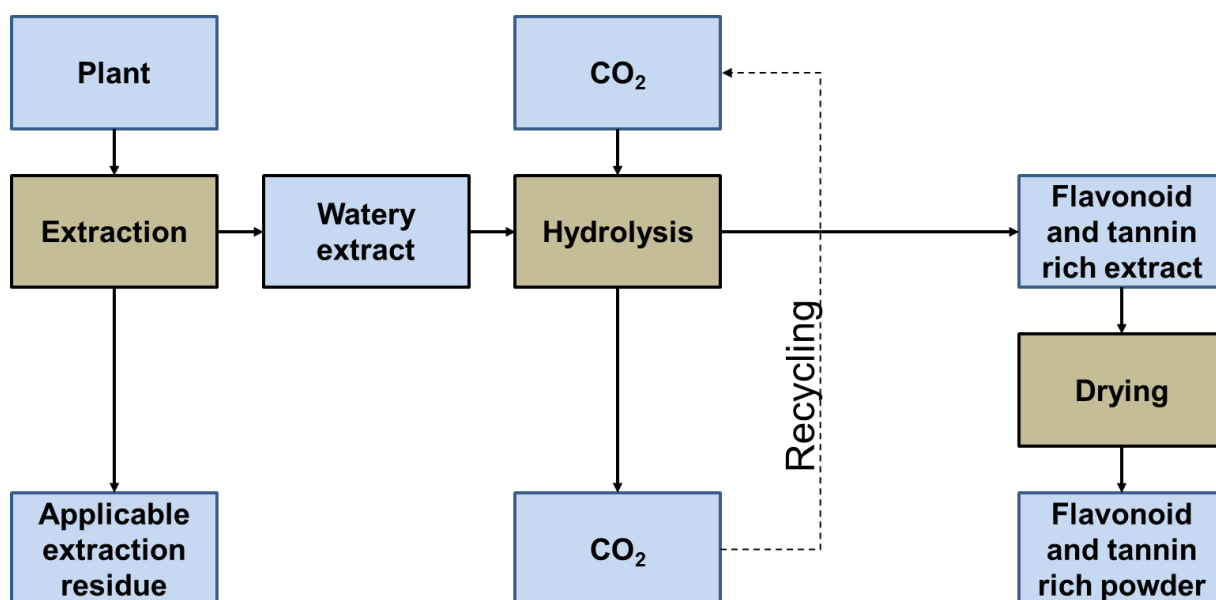 Plant
CO₂
Extraction
Watery
extract
Hydrolysis
Flavonoid
and tannin
rich extract
Recycling
Drying
Applicable
extraction
residue
CO₂
Flavonoid
and tannin
rich powder